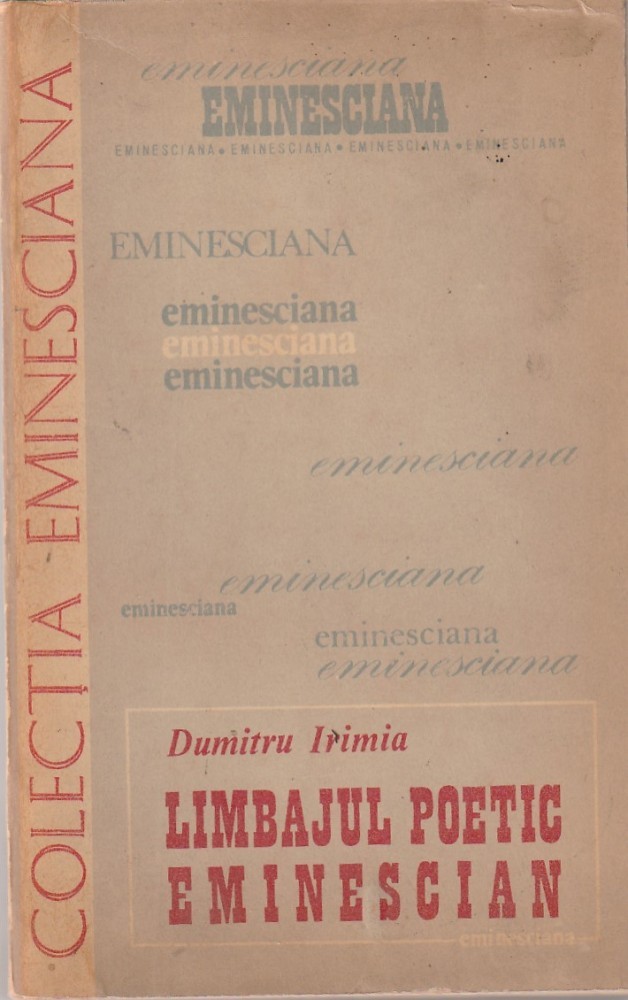 COLECȚIA EMINESCIANA
eminesciana
EMINESCIANA
EMINESCIANA • EMINESCIANA • EMINESCIANA • EMINESCIANA
EMINESCIANA
eminesciana
eminesciana
eminesciana
eminesciana
eminesciana
eminesciana
eminesciana
eminesciana
Dumitru Irimia
LIMBAJUL POETIC
EMINESCIAN
eminesciana